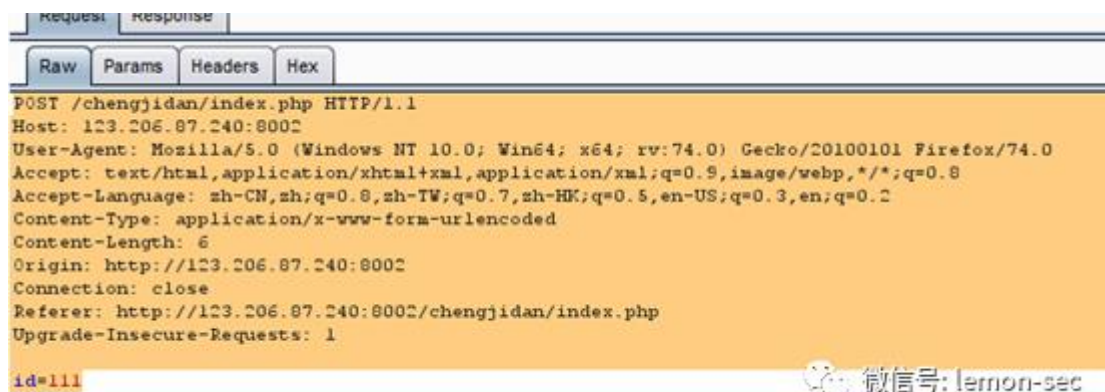 Request Response
Raw Params Headers Hex
POST /chengjidan/index.php HTTP/1.1
Host: 123.206.87.240:8002
User-Agent: Mozilla/5.0 (Windows NT 10.0; Win64; x64; rv:74.0) Gecko/20100101 Firefox/74.0
Accept: text/html,application/xhtml+xml,application/xml;q=0.9,image/webp,*/*;q=0.8
Accept-Language: zh-CN,zh;q=0.8,zh-TW;q=0.7,zh-HK;q=0.5,en-US;q=0.3,en;q=0.2
Content-Type: application/x-www-form-urlencoded
Content-Length: 6
Origin: http://123.206.87.240:8002
Connection: close
Referer: http://123.206.87.240:8002/chengjidan/index.php
Upgrade-Insecure-Requests: 1
id=111
微信号: lemon-sec